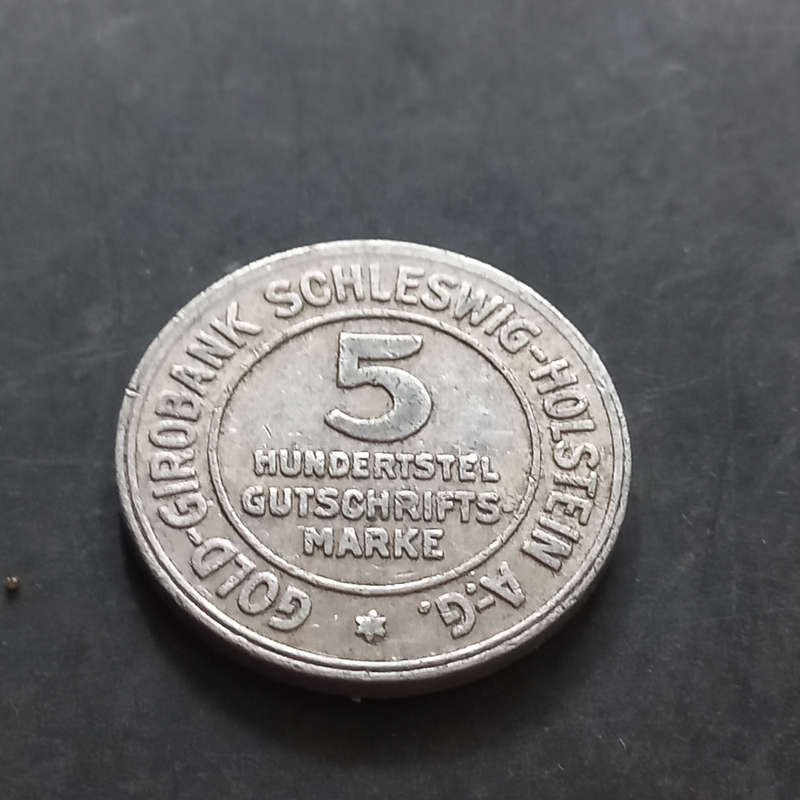 GOLD-GIROBANK SCHLESWIG-HOLSTEIN A.-G.
5
HUNDERTSTEL
GUTSCHRIFTS-
MARKE